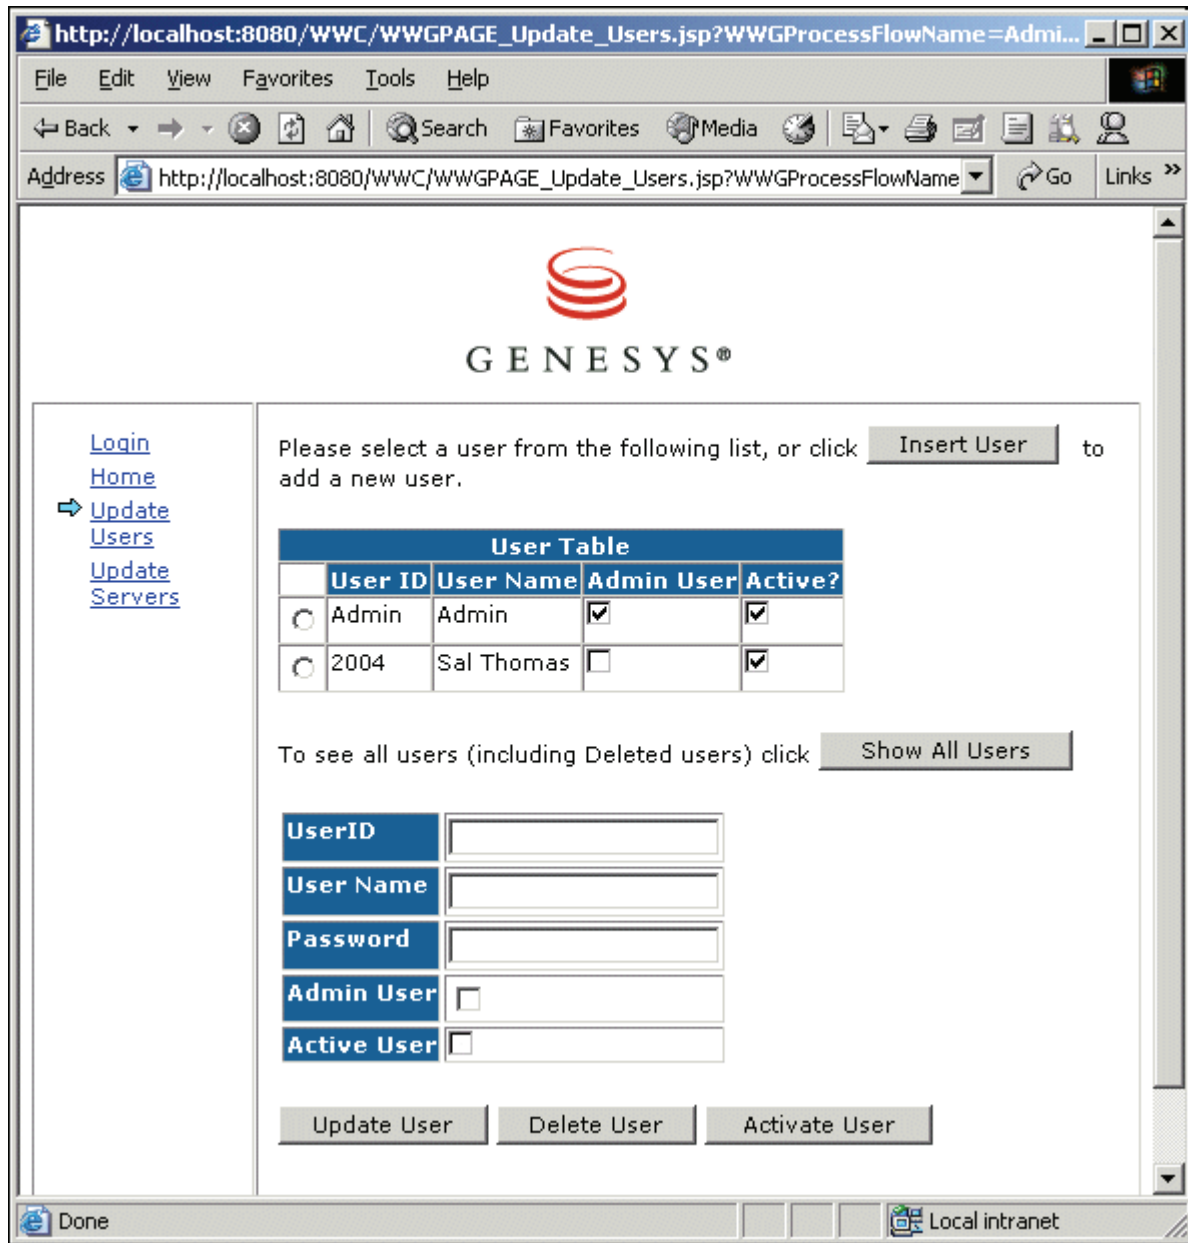 http://localhost:8080/WWC/WWGPAGE_Update_Users.jsp?WWGProcessFlowName=Admi...
File Edit View Favorites Tools Help
Back Search Favorites Media
Address http://localhost:8080/WWC/WWGPAGE_Update_Users.jsp?WWGProcessFlowName Go Links »
GENESYS®
Login
Home
Update
Users
Update
Servers
Please select a user from the following list, or click Insert User to
add a new user.
User Table
User ID User Name Admin User Active?
Admin Admin
2004 Sal Thomas
To see all users (including Deleted users) click Show All Users
UserID
User Name
Password
Admin User
Active User
Update User Delete User Activate User
Done Local intranet